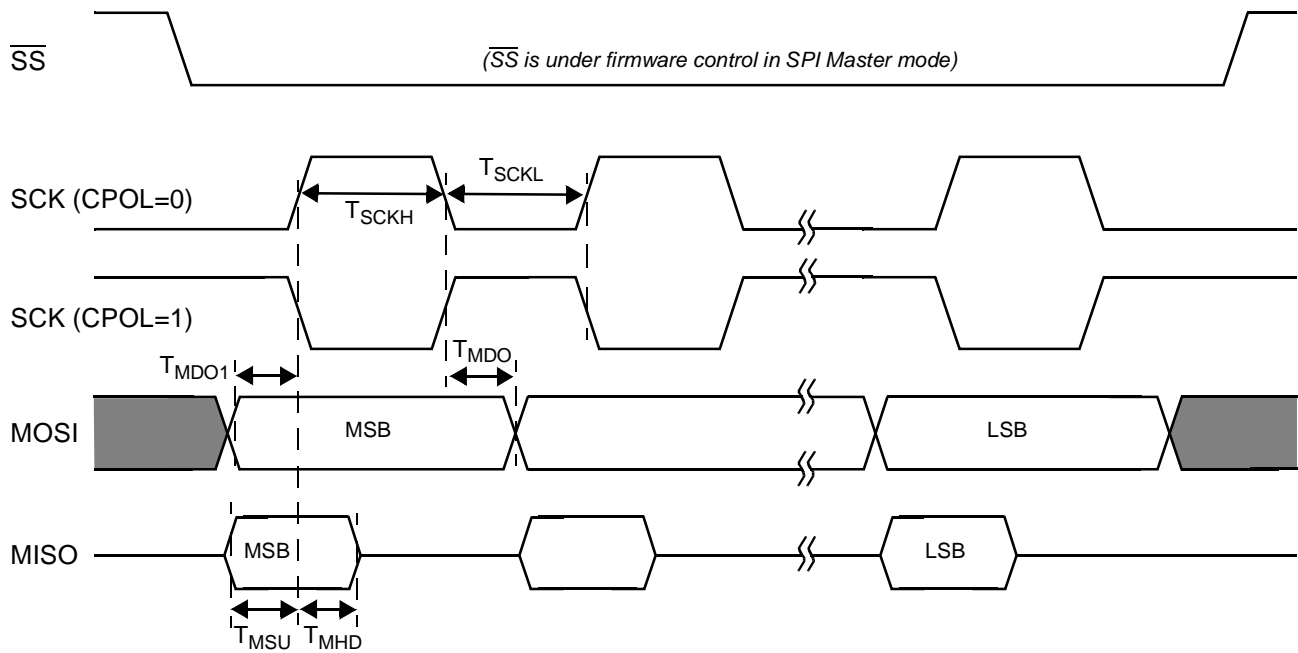 SS
(SS is under firmware control in SPI Master mode)
TSCKL
SCK (CPOL=0)
TSCKH
SCK (CPOL=1)
TMDO1
TMDO
MOSI
MSB
LSB
MISO
MSB
LSB
TMSU
TMHD